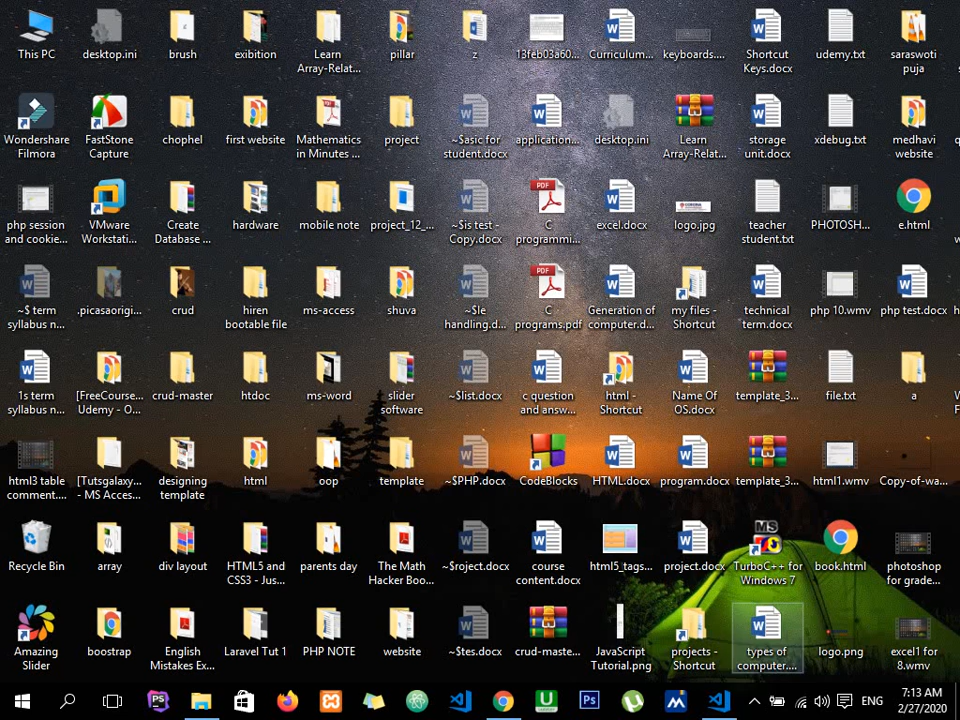 This PC
desktop.ini
brush
exibition
Learn
Array-Relat...
pillar
z
13feb03a60...
Curriculum...
keyboards....
Shortcut
Keys.docx
udemy.txt
saraswoti
puja
Wondershare
Filmora
FastStone
Capture
chophel
first website
Mathematics
in Minutes ...
project
~$asic for
student.docx
application...
desktop.ini
Learn
Array-Relat...
storage
unit.docx
xdebug.txt
medhavi
website
php session
and cookie...
VMware
Workstati...
Create
Database ...
hardware
mobile note
project_12_...
~$is test -
Copy.docx
C
programmi...
excel.docx
logo.jpg
teacher
student.txt
PHOTOSH...
e.html
~$ term
syllabus n...
.picasaorigi...
crud
hiren
bootable file
ms-access
shuva
~$le
handling.d...
C
programs.pdf
Generation of
computer.d...
my files -
Shortcut
technical
term.docx
php 10.wmv
php test.docx
1s term
syllabus n...
[FreeCourse...
Udemy - O...
crud-master
htdoc
ms-word
slider
software
~$list.docx
c question
and answ...
html -
Shortcut
Name Of
OS.docx
template_3...
file.txt
a
html3 table
comment....
[Tutsgalaxy...
- MS Acces...
designing
template
html
oop
template
~$PHP.docx
CodeBlocks
HTML.docx
program.docx
template_3...
html1.wmv
Copy-of-wa...
Recycle Bin
array
div layout
HTML5 and
CSS3 - Jus...
parents day
The Math
Hacker Boo...
~$roject.docx
course
content.docx
html5_tags...
project.docx
TurboC++ for
Windows 7
book.html
photoshop
for grade...
Amazing
Slider
boostrap
English
Mistakes Ex...
Laravel Tut 1
PHP NOTE
website
~$tes.docx
crud-maste...
JavaScript
Tutorial.png
projects -
Shortcut
types of
computer....
logo.png
excel1 for
8.wmv
ENG
7:13 AM
2/27/2020